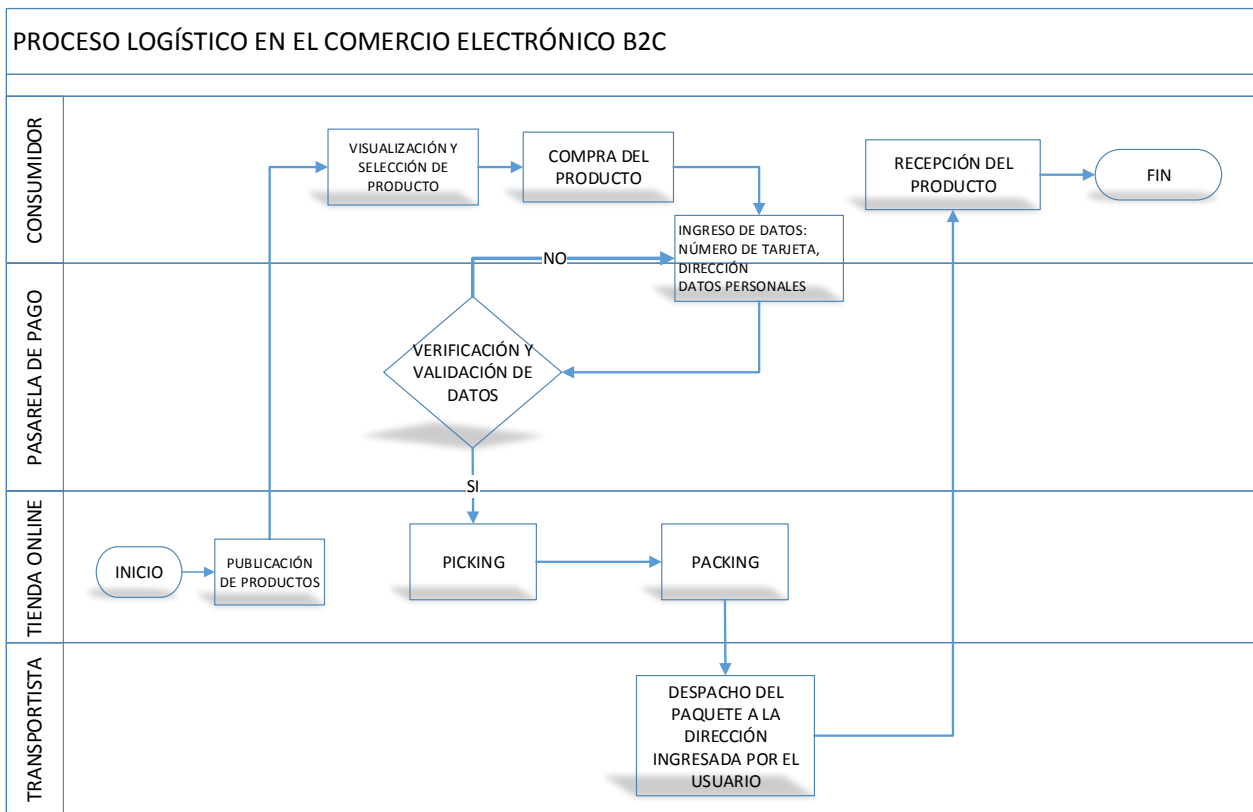 PROCESO LOGÍSTICO EN EL COMERCIO ELECTRÓNICO B2C
CONSUMIDOR
VISUALIZACIÓN Y
SELECCIÓN DE
PRODUCTO
COMPRA DEL
PRODUCTO
RECEPCIÓN DEL
PRODUCTO
FIN
INGRESO DE DATOS:
NÚMERO DE TARJETA,
DIRECCIÓN
DATOS PERSONALES
NO
PASARELA DE PAGO
VERIFICACIÓN Y
VALIDACIÓN DE
DATOS
SI
TIENDA ONLINE
INICIO
PUBLICACIÓN
DE PRODUCTOS
PICKING
PACKING
TRANSPORTISTA
DESPACHO DEL
PAQUETE A LA
DIRECCIÓN
INGRESADA POR EL
USUARIO